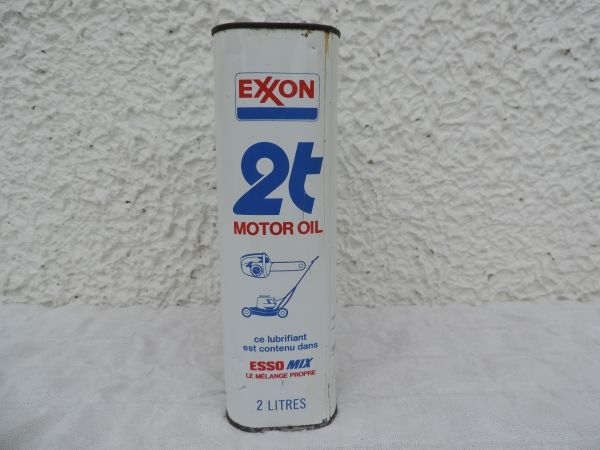 EXXON
2t
MOTOR OIL
ce lubrifiant
est contenu dans
ESSO MIX
LE MÉLANGE PROPRE
2 LITRES